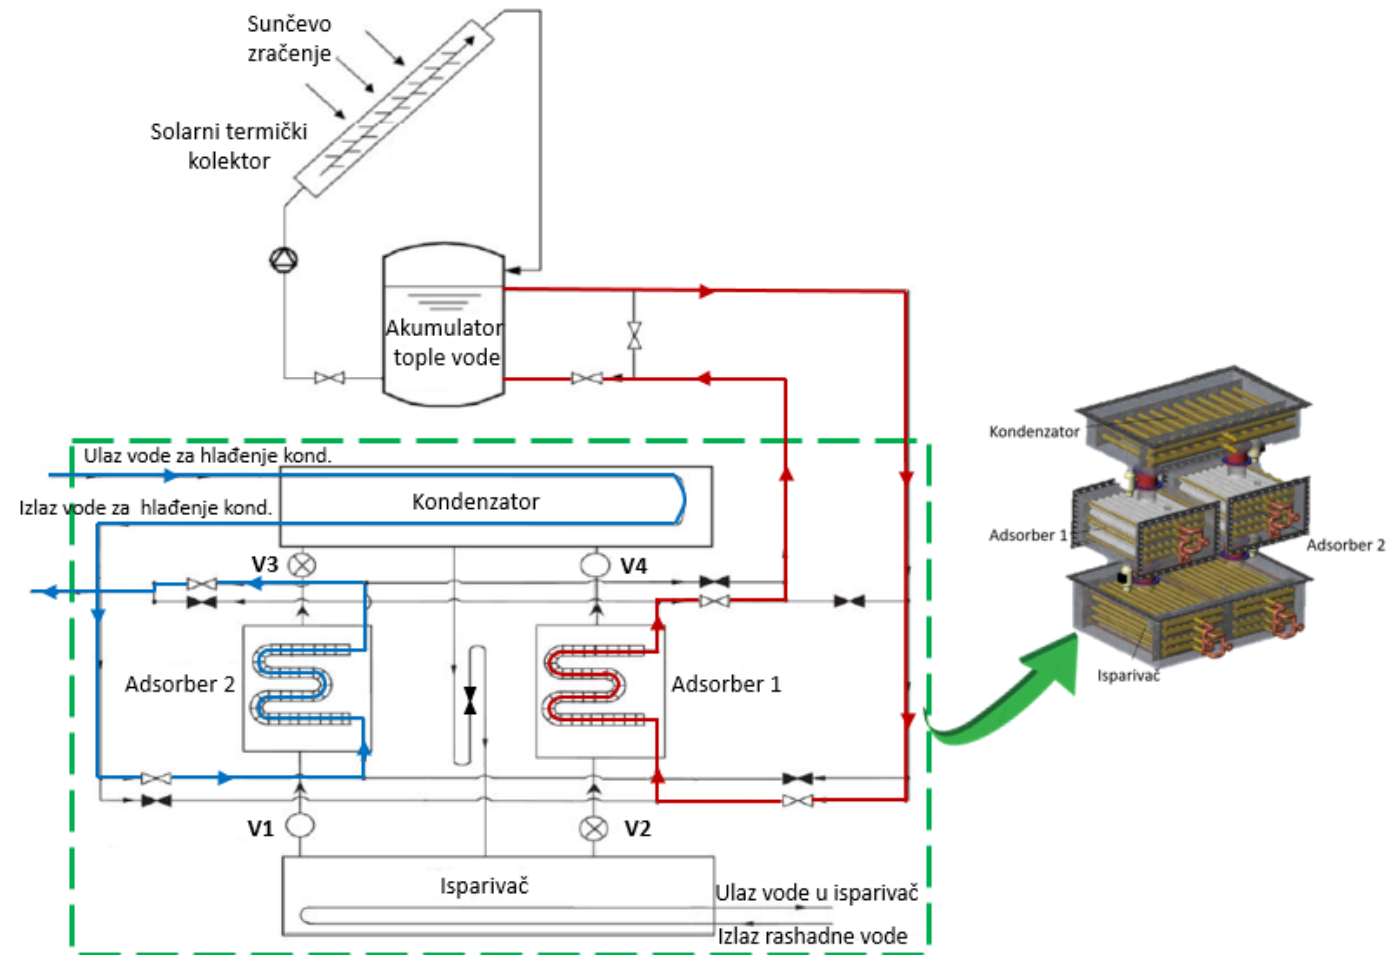 Sunčevo
zračenje
Solarni termički
kolektor
Akumulator
tople vode
Ulaz vode za hlađenje kond.
Izlaz vode za  hlađenje kond.
Kondenzator
V3
V4
Adsorber 2
Adsorber 1
V1
V2
Isparivač
Ulaz vode u isparivač
Izlaz rashadne vode
Kondenzator
Adsorber 1
Adsorber 2
Isparivač